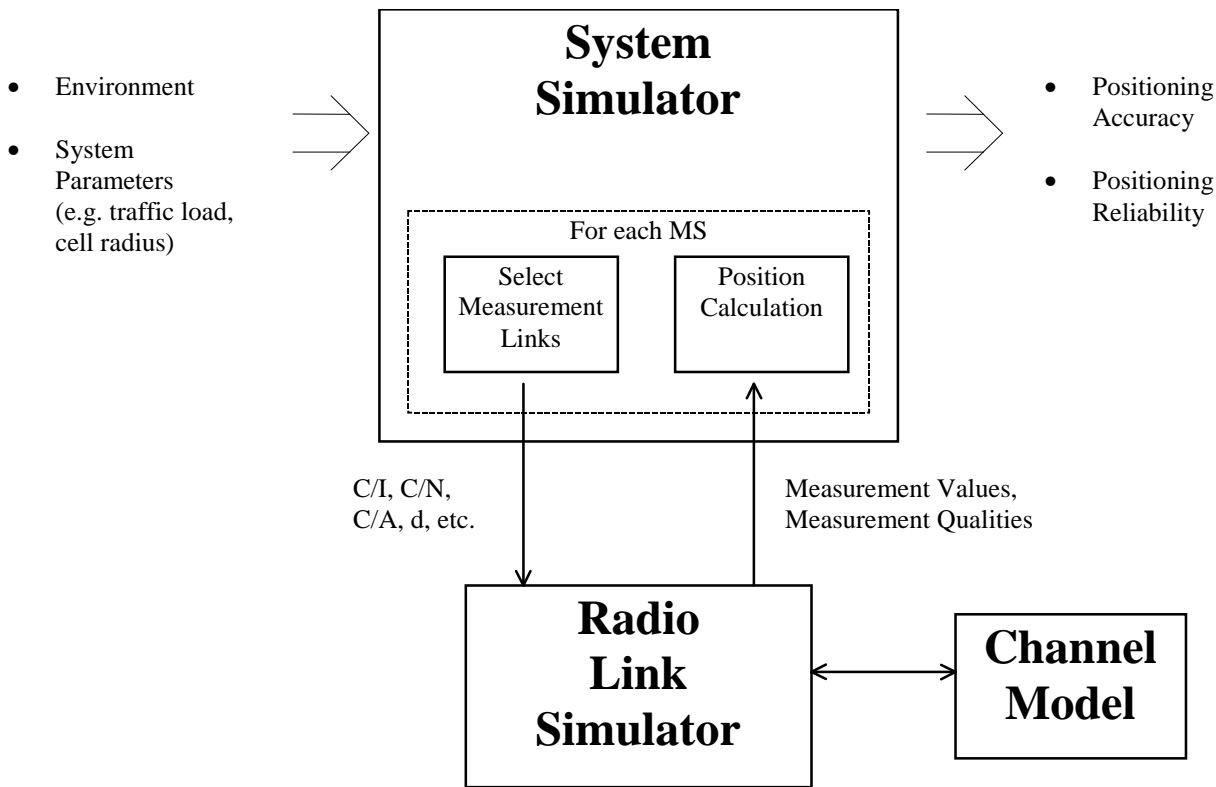 System
Simulator
• Environment
• System
Parameters
(e.g. traffic load,
cell radius)
• Positioning
Accuracy
• Positioning
Reliability
For each MS
Select
Measurement
Links
Position
Calculation
C/I, C/N,
C/A, d, etc.
Measurement Values,
Measurement Qualities
Radio
Link
Simulator
Channel
Model